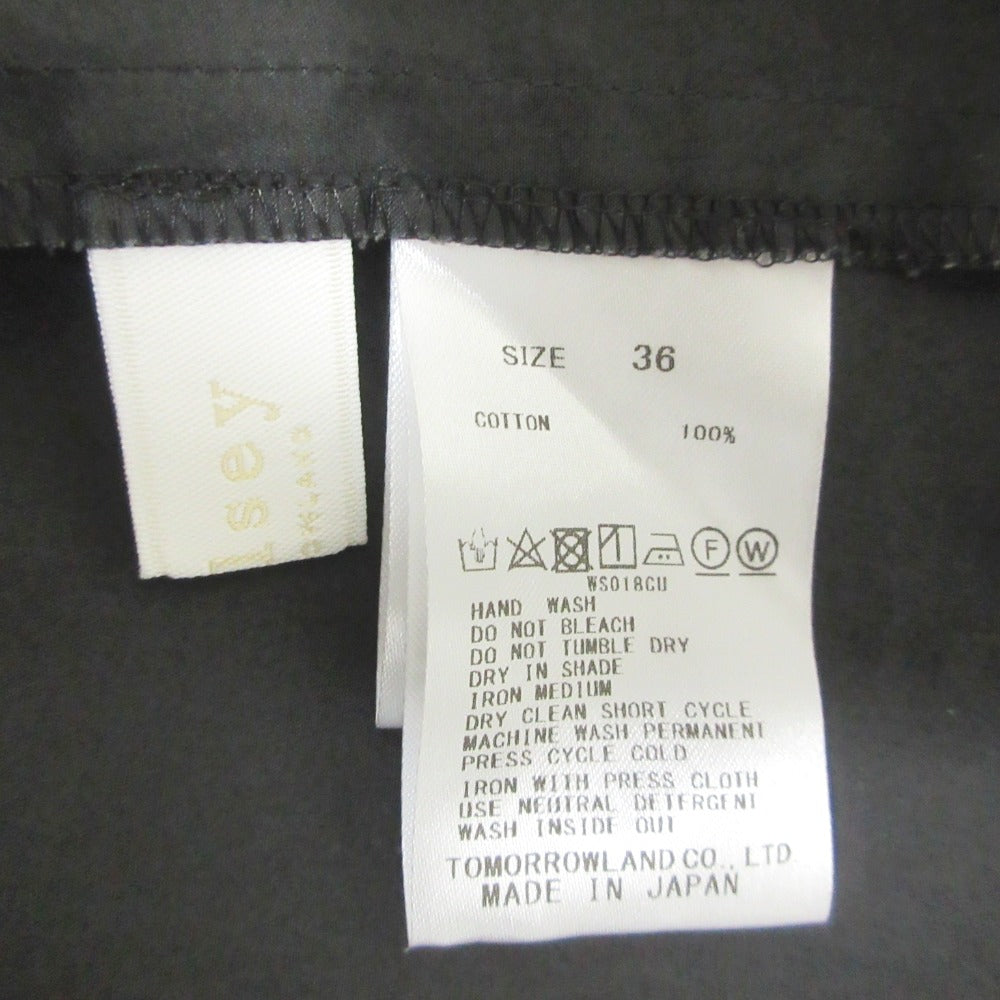 lsey
SIZE 36
COTTON 100%
F W
WS018CU
HAND WASH
DO NOT BLEACH
DO NOT TUMBLE DRY
DRY IN SHADE
IRON MEDIUM
DRY CLEAN SHORT CYCLE
MACHINE WASH PERMANENT
PRESS CYCLE COLD
IRON WITH PRESS CLOTH
USE NEUTRAL DETERGENT
WASH INSIDE OUT
TOMORROWLAND CO., LTD
MADE IN JAPAN